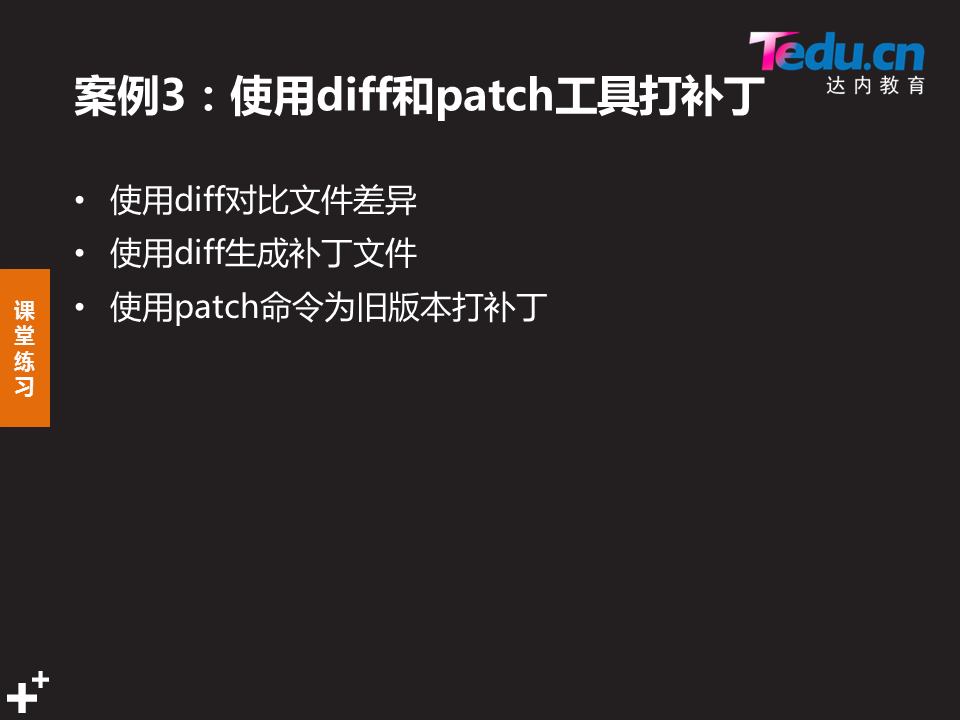 Tedu.cn
达内教育
案例3：使用diff和patch工具打补丁
• 使用diff对比文件差异
• 使用diff生成补丁文件
• 使用patch命令为旧版本打补丁
课
堂
练
习